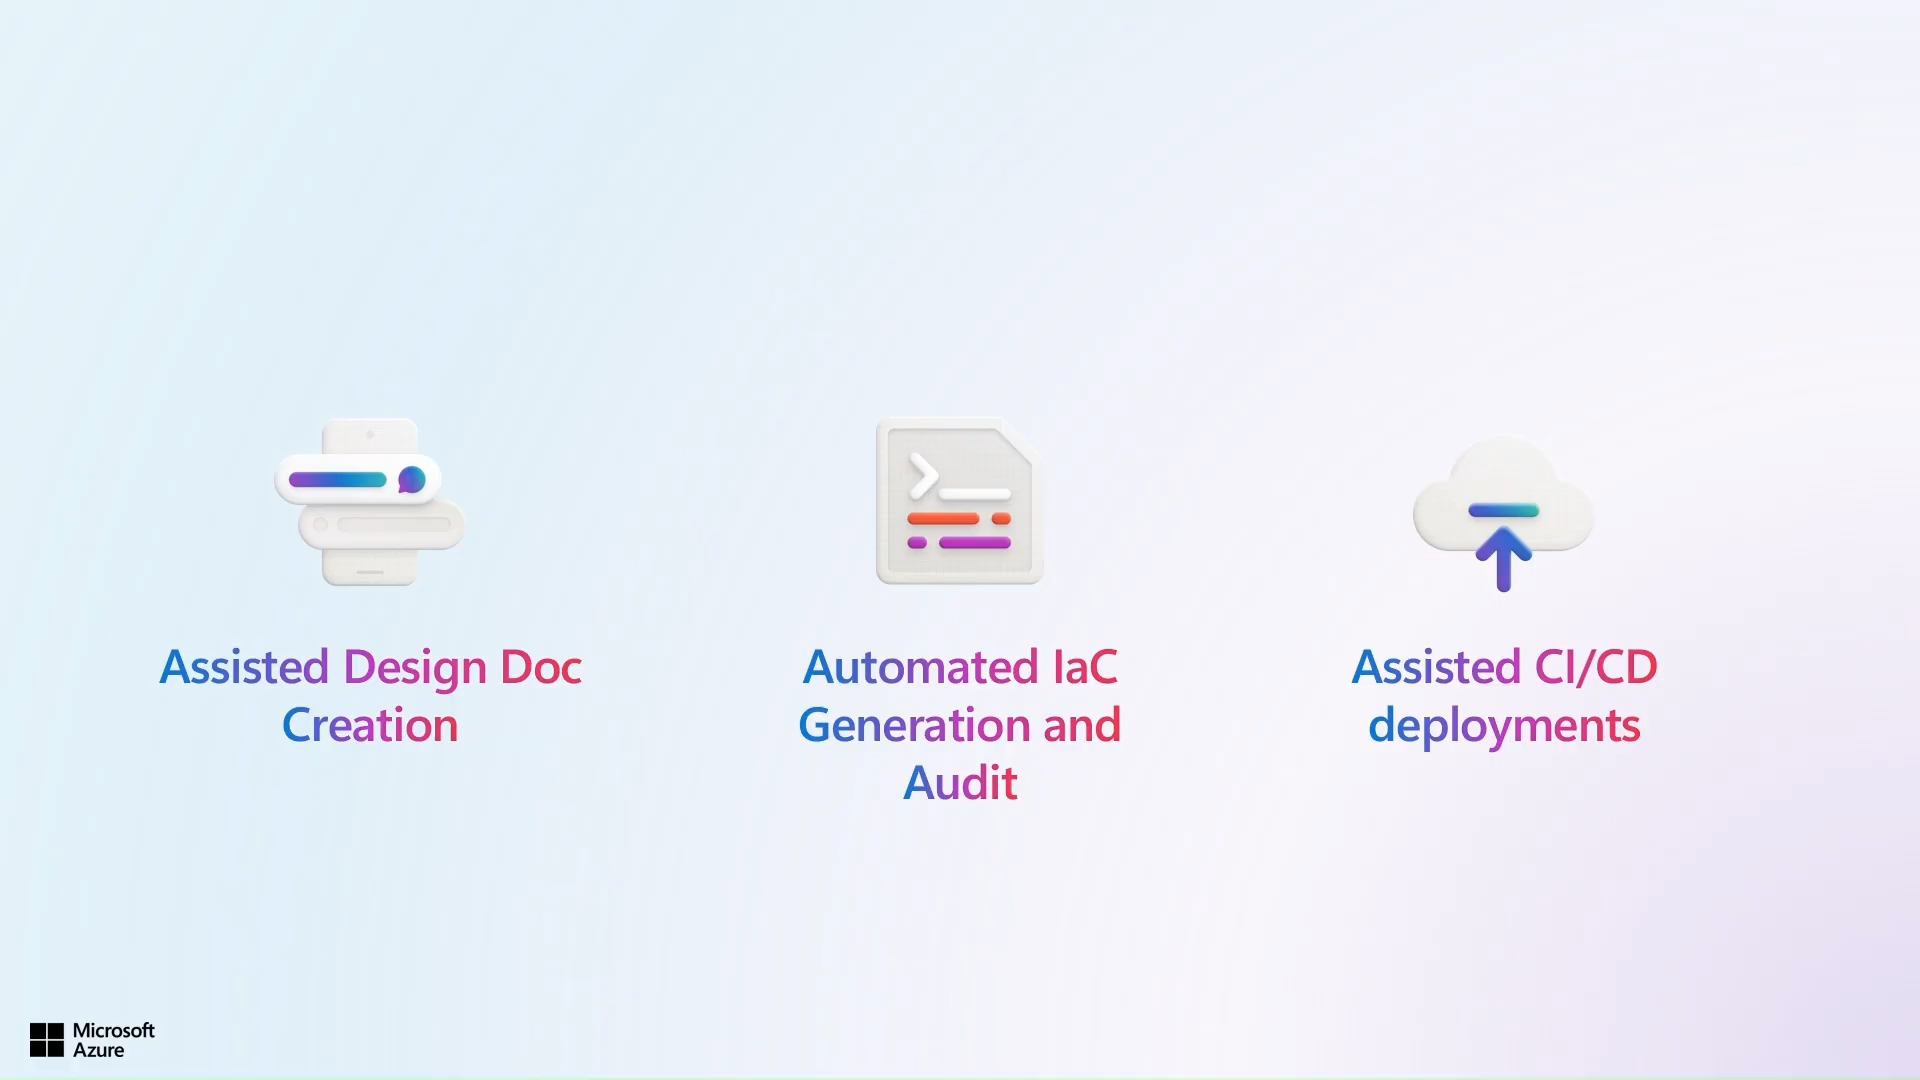 Assisted Design Doc
Creation
Automated IaC
Generation and
Audit
Assisted CI/CD
deployments
Microsoft
Azure